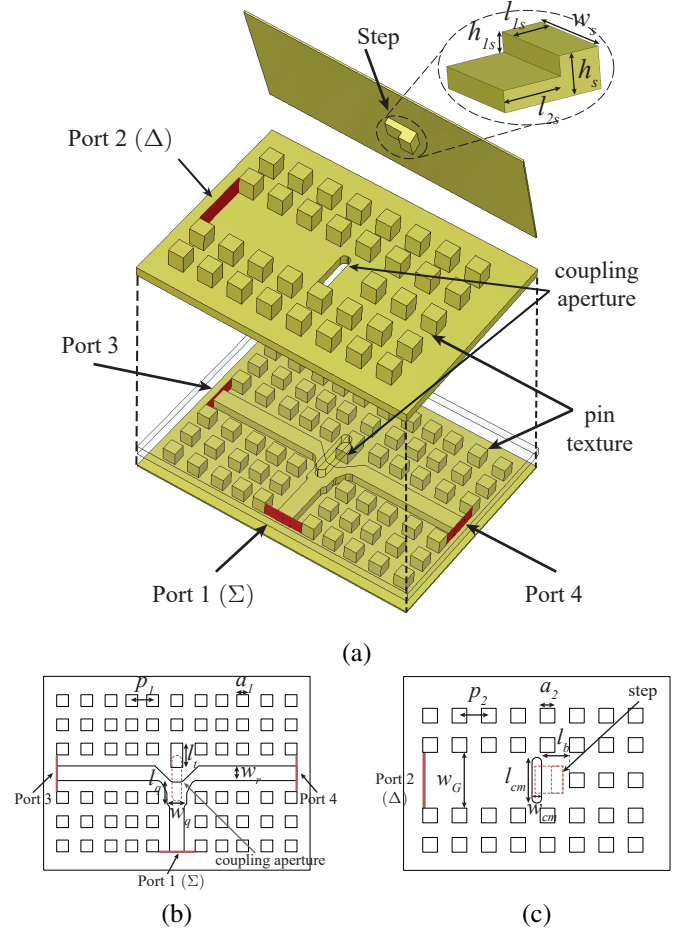 l1s
ws
h1s
hs
l2s
Step
Port 2 (Δ)
coupling
aperture
Port 3
pin
texture
Port 1 (Σ)
Port 4
(a)
p1
a1
lt
wr
lq
wq
Port 3
Port 4
coupling aperture
Port 1 (Σ)
(b)
step
p2
a2
lb
Port 2
(Δ)
wG
lcm
wcm
(c)